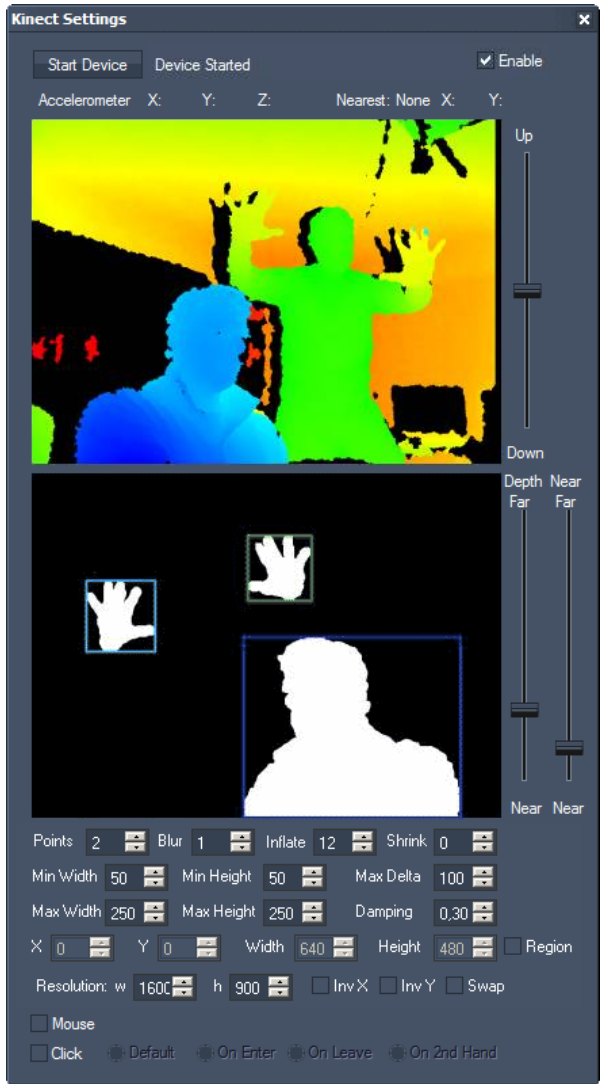 Kinect Settings
Start Device Device Started Enable
Accelerometer X: Y: Z: Nearest: None X: Y:
Up
Down
Depth Near
Far Far
Near Near
Points 2 Blur 1 Inflate 12 Shrink 0
Min Width 50 Min Height 50 Max Delta 100
Max Width 250 Max Height 250 Damping 0,30
X 0 Y 0 Width 640 Height 480 Region
Resolution: w 1600 h 900 Inv X Inv Y Swap
Mouse
Click Default On Enter On Leave On 2nd Hand